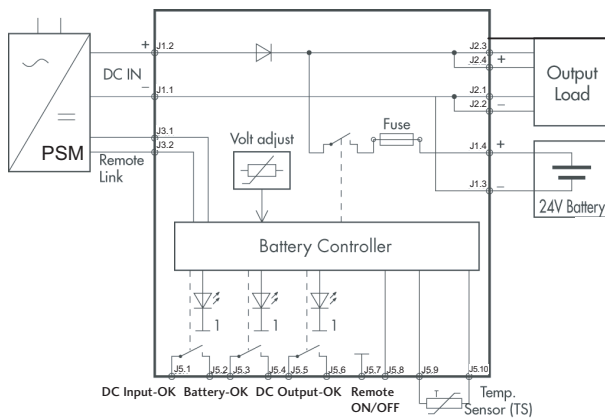 +
J1.2
J2.3
J2.4
+
DC IN
Output
Load
–
J1.1
J2.1
J2.2
–
J3.1
J3.2
PSM
Remote
Link
Volt adjust
Fuse
J1.4
+
J1.3
–
24V Battery
Battery Controller
1
1
1
J5.1
J5.2
J5.3
J5.4
J5.5
J5.6
J5.7
J5.8
J5.9
J5.10
DC Input-OK
Battery-OK
DC Output-OK
Remote
ON/OFF
T
Temp.
Sensor (TS)